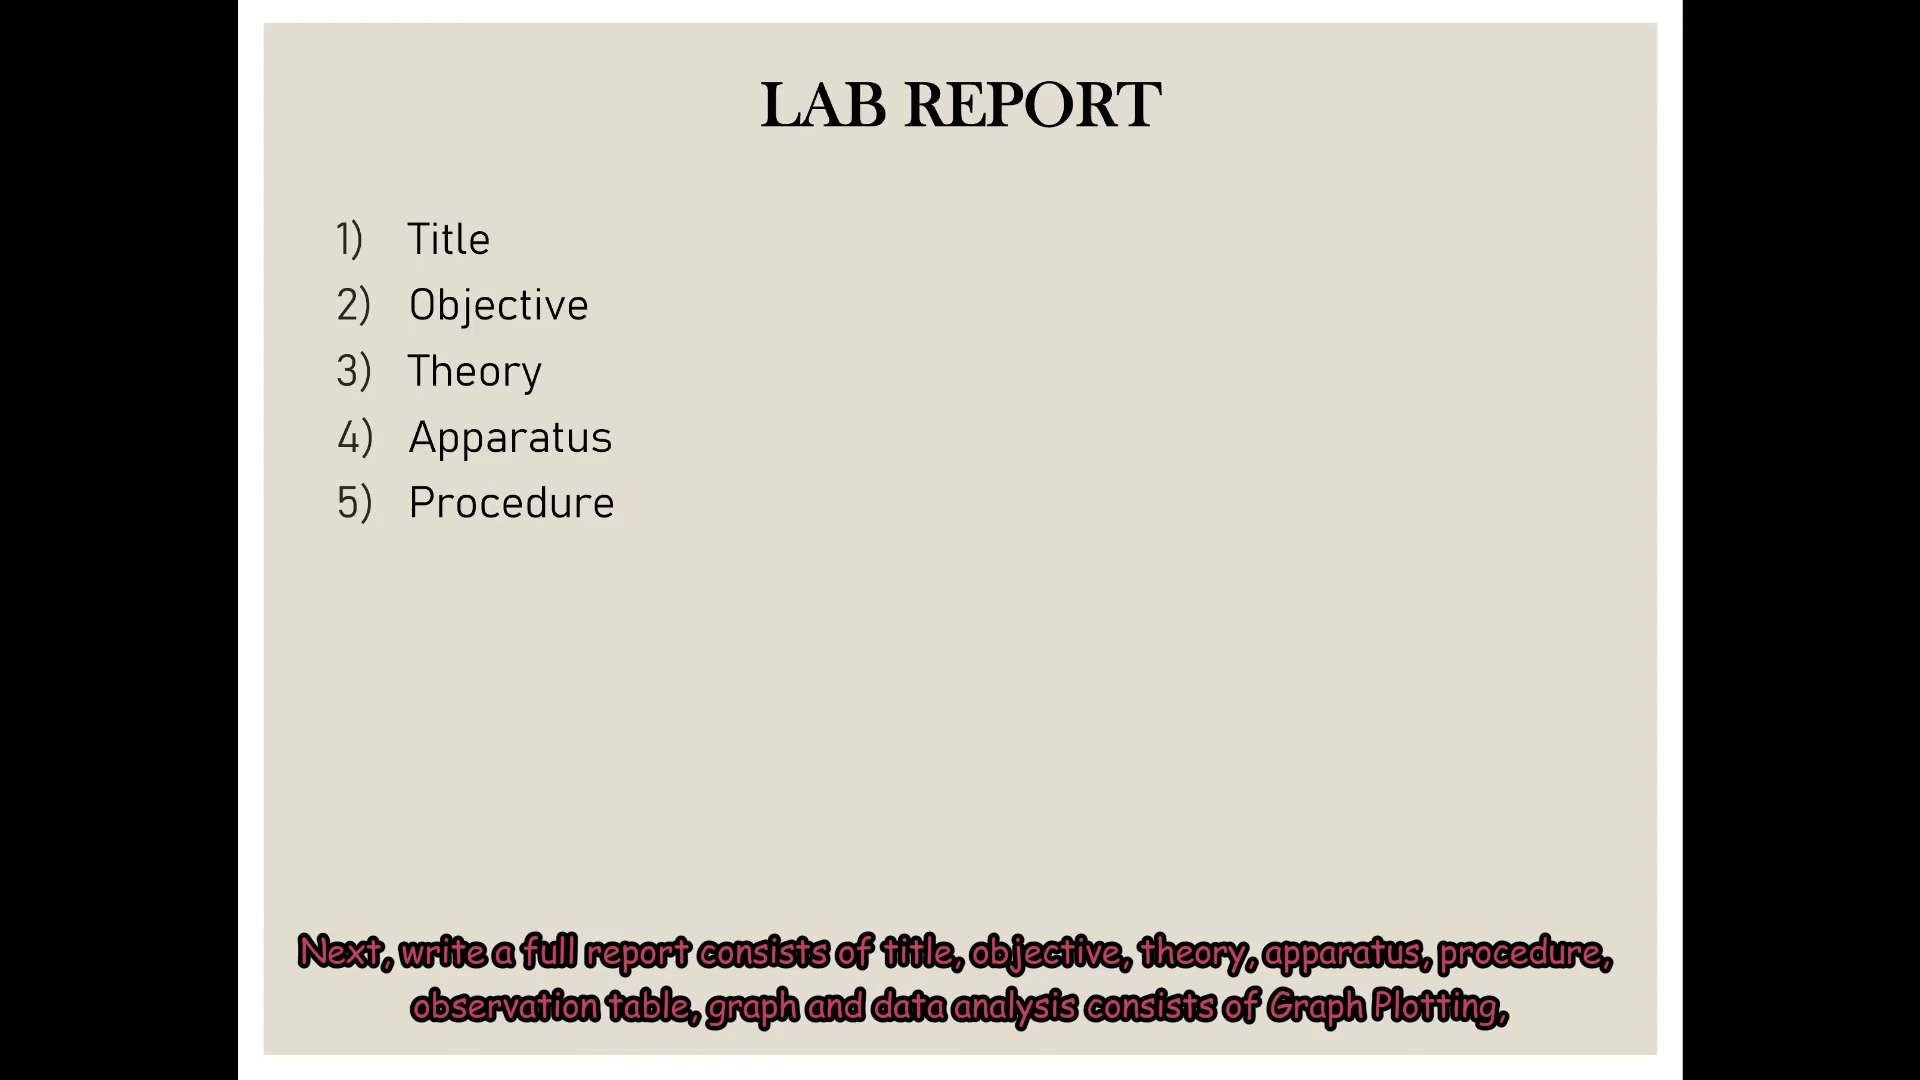 LAB REPORT
1) Title
2) Objective
3) Theory
4) Apparatus
5) Procedure
Next, write a full report consists of title, objective, theory, apparatus, procedure,
observation table, graph and data analysis consists of Graph Plotting,